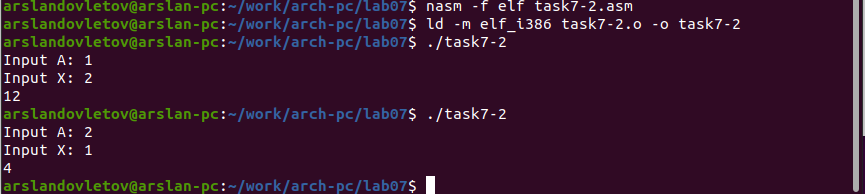 arslandovletov@arslan-pc:~/work/arch-pc/lab07$ nasm -f elf task7-2.asm
arslandovletov@arslan-pc:~/work/arch-pc/lab07$ ld -m elf_i386 task7-2.o -o task7-2
arslandovletov@arslan-pc:~/work/arch-pc/lab07$ ./task7-2
Input A: 1
Input X: 2
12
arslandovletov@arslan-pc:~/work/arch-pc/lab07$ ./task7-2
Input A: 2
Input X: 1
4
arslandovletov@arslan-pc:~/work/arch-pc/lab07$